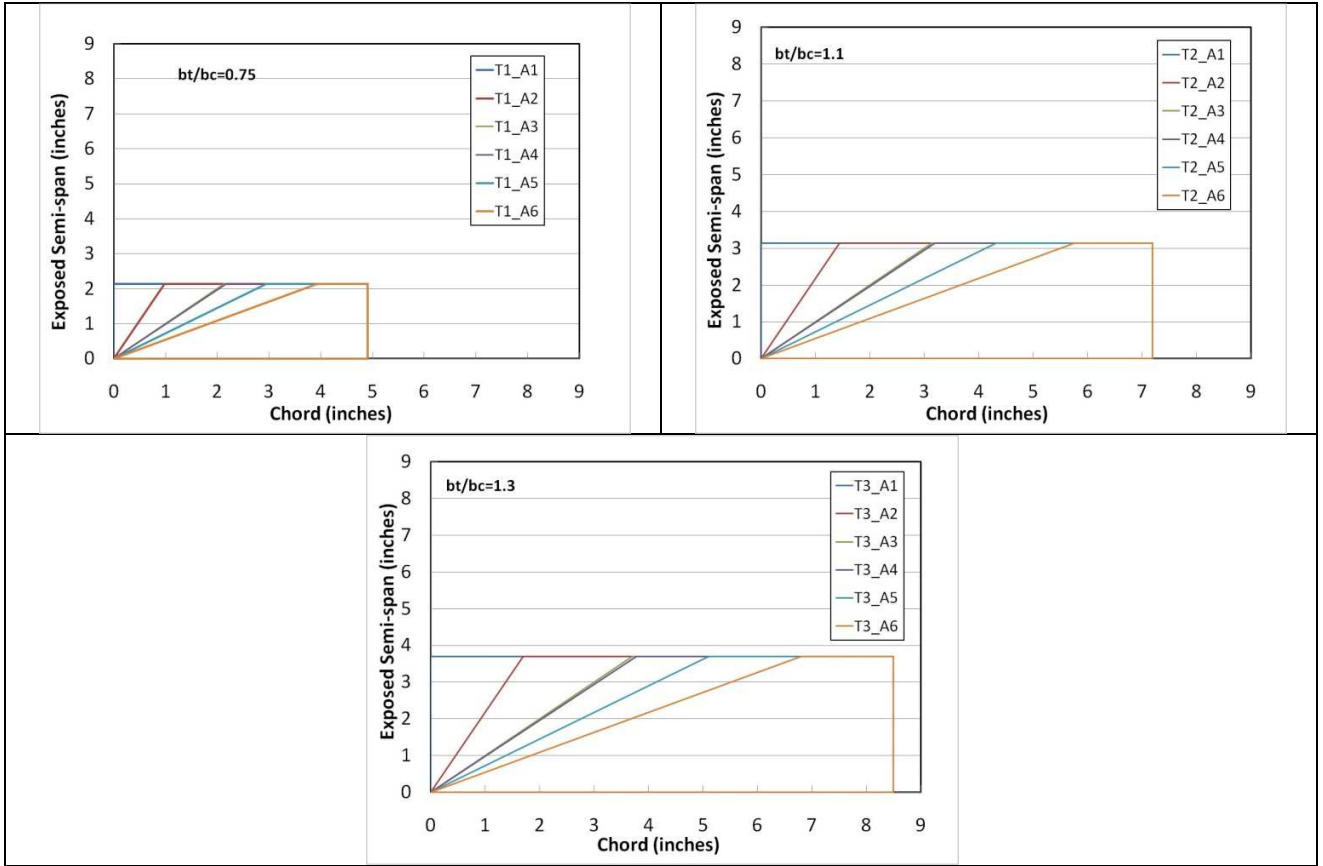 bt/bc=0.75
9
8
7
6
5
4
3
2
1
0
Exposed Semi-span (inches)
0 1 2 3 4 5 6 7 8 9
Chord (inches)
T1_A1
T1_A2
T1_A3
T1_A4
T1_A5
T1_A6
bt/bc=1.1
9
8
7
6
5
4
3
2
1
0
Exposed Semi-span (inches)
0 1 2 3 4 5 6 7 8 9
Chord (inches)
T2_A1
T2_A2
T2_A3
T2_A4
T2_A5
T2_A6
bt/bc=1.3
9
8
7
6
5
4
3
2
1
0
Exposed Semi-span (inches)
0 1 2 3 4 5 6 7 8 9
Chord (inches)
T3_A1
T3_A2
T3_A3
T3_A4
T3_A5
T3_A6